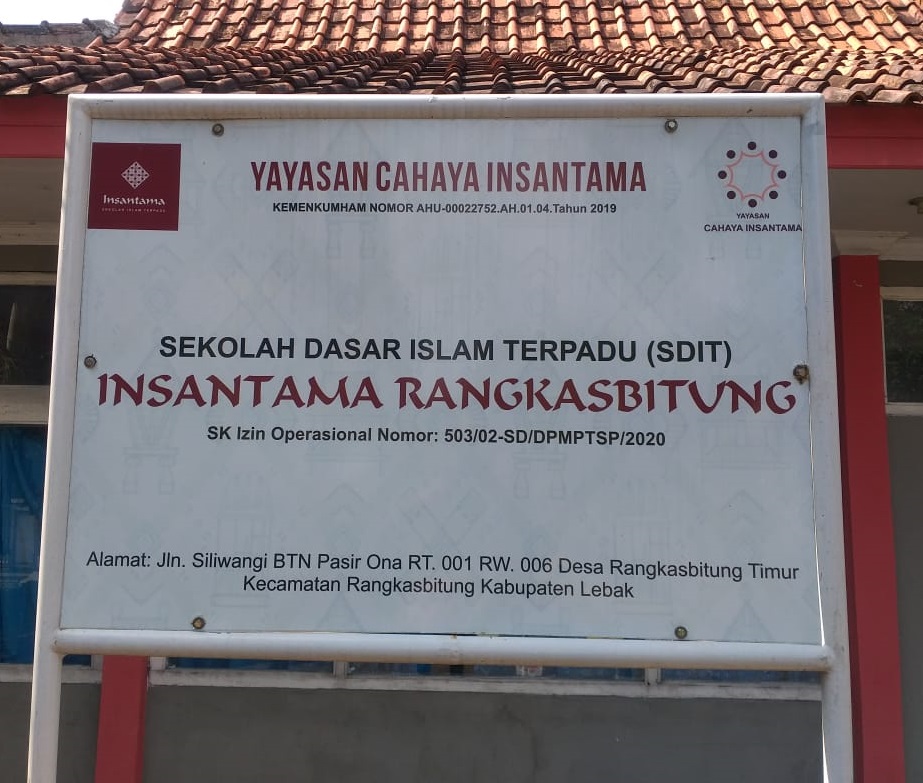 Insantama
SEKOLAH ISLAM TERPADU
YAYASAN CAHAYA INSANTAMA
KEMENKUMHAM NOMOR AHU-00022752.AH.01.04.Tahun 2019
YAYASAN
CAHAYA INSANTAMA
SEKOLAH DASAR ISLAM TERPADU (SDIT)
INSANTAMA RANGKASBITUNG
SK Izin Operasional Nomor: 503/02-SD/DPMPTSP/2020
Alamat: Jln. Siliwangi BTN Pasir Ona RT. 001 RW. 006 Desa Rangkasbitung Timur
Kecamatan Rangkasbitung Kabupaten Lebak